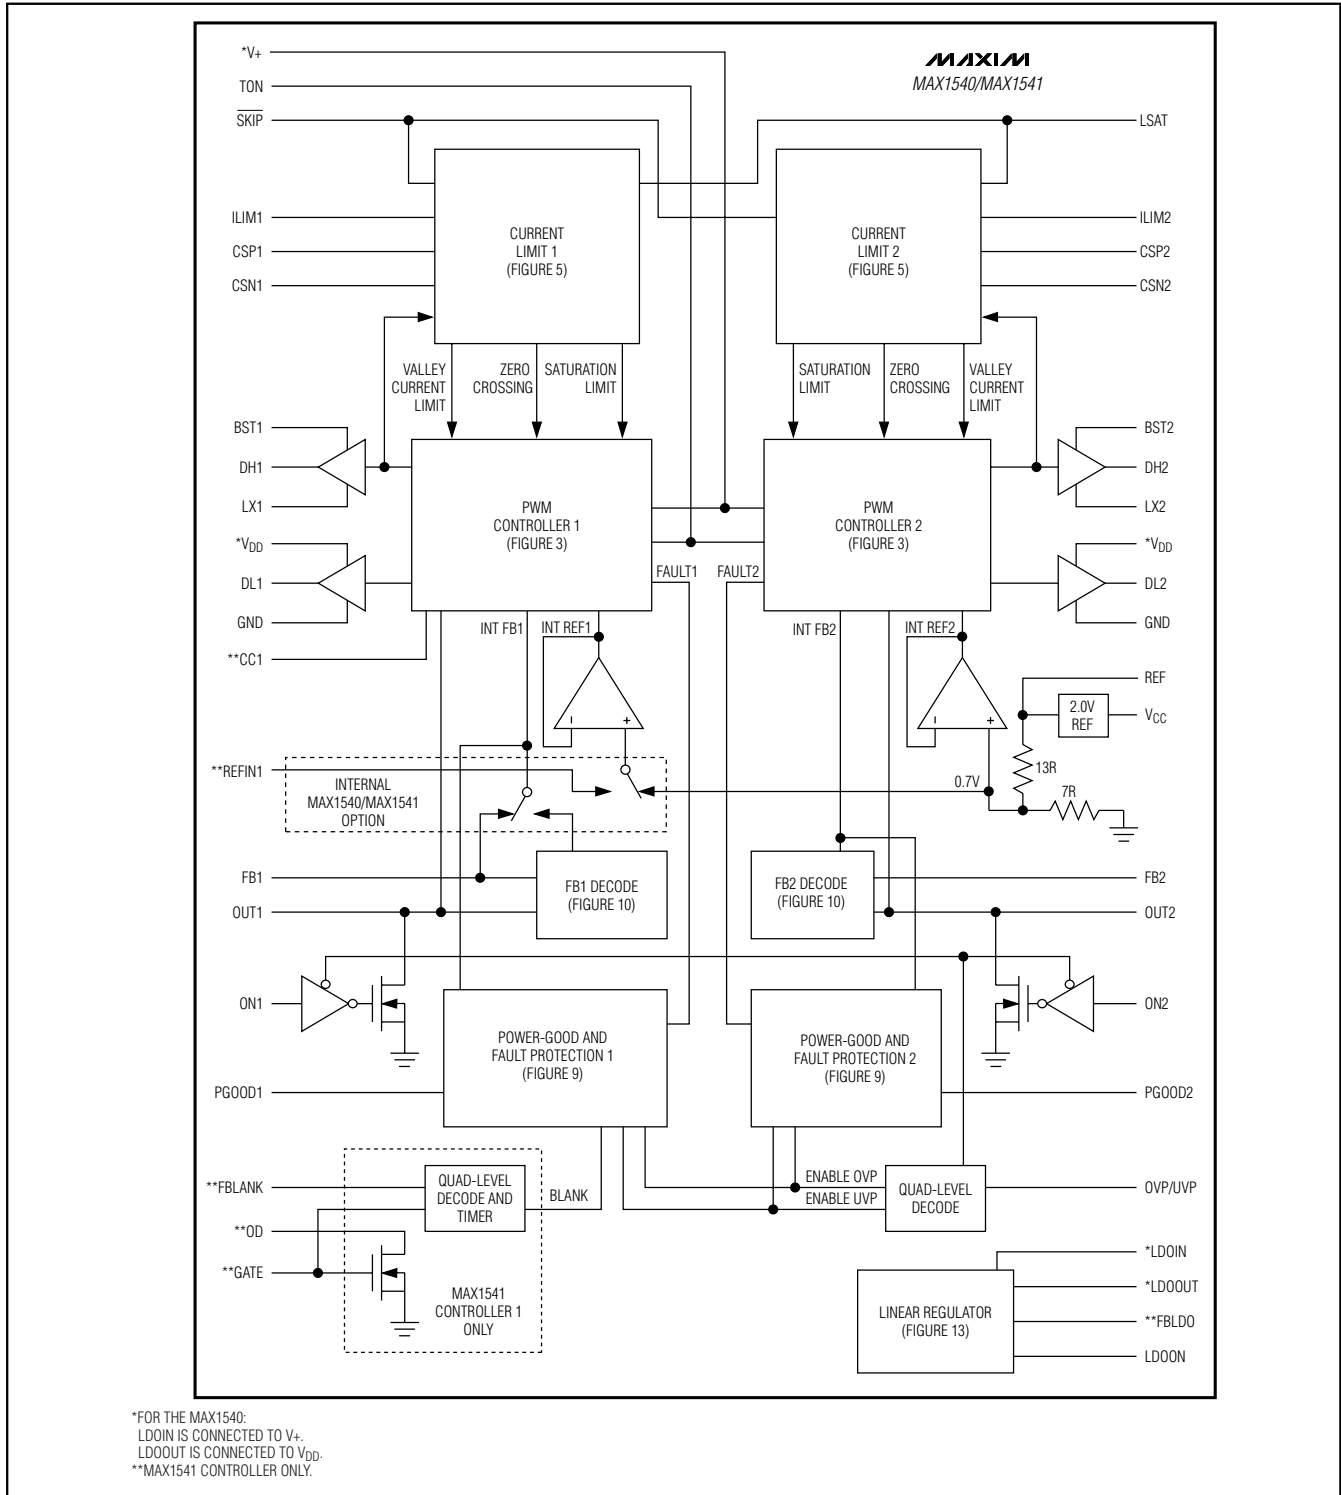 *V+
MAXIM
TON
MAX1540/MAX1541
SKIP
LSAT
ILIM1
CURRENT
LIMIT 1
(FIGURE 5)
CURRENT
LIMIT 2
(FIGURE 5)
ILIM2
CSP1
CSP2
CSN1
CSN2
VALLEY
CURRENT
LIMIT
ZERO
CROSSING
SATURATION
LIMIT
SATURATION
LIMIT
ZERO
CROSSING
VALLEY
CURRENT
LIMIT
BST1
BST2
DH1
DH2
LX1
PWM
CONTROLLER 1
(FIGURE 3)
PWM
CONTROLLER 2
(FIGURE 3)
LX2
*VDD
*VDD
FAULT1
FAULT2
DL1
DL2
GND
INT FB1
INT REF1
INT FB2
INT REF2
GND
**CC1
REF
2.0V
REF
VCC
– +
– +
**REFIN1
INTERNAL
MAX1540/MAX1541
OPTION
0.7V
13R
7R
FB1
FB1 DECODE
(FIGURE 10)
FB2 DECODE
(FIGURE 10)
FB2
OUT1
OUT2
ON1
ON2
POWER-GOOD AND
FAULT PROTECTION 1
(FIGURE 9)
POWER-GOOD AND
FAULT PROTECTION 2
(FIGURE 9)
PGOOD1
PGOOD2
**FBLANK
QUAD-LEVEL
DECODE AND
TIMER
BLANK
ENABLE OVP
ENABLE UVP
QUAD-LEVEL
DECODE
OVP/UVP
**OD
**GATE
MAX1541
CONTROLLER 1
ONLY
LINEAR REGULATOR
(FIGURE 13)
*LDOIN
*LDOOUT
**FBLDO
LDOON
*FOR THE MAX1540:
LDOIN IS CONNECTED TO V+.
LDOOUT IS CONNECTED TO VDD.
**MAX1541 CONTROLLER ONLY.